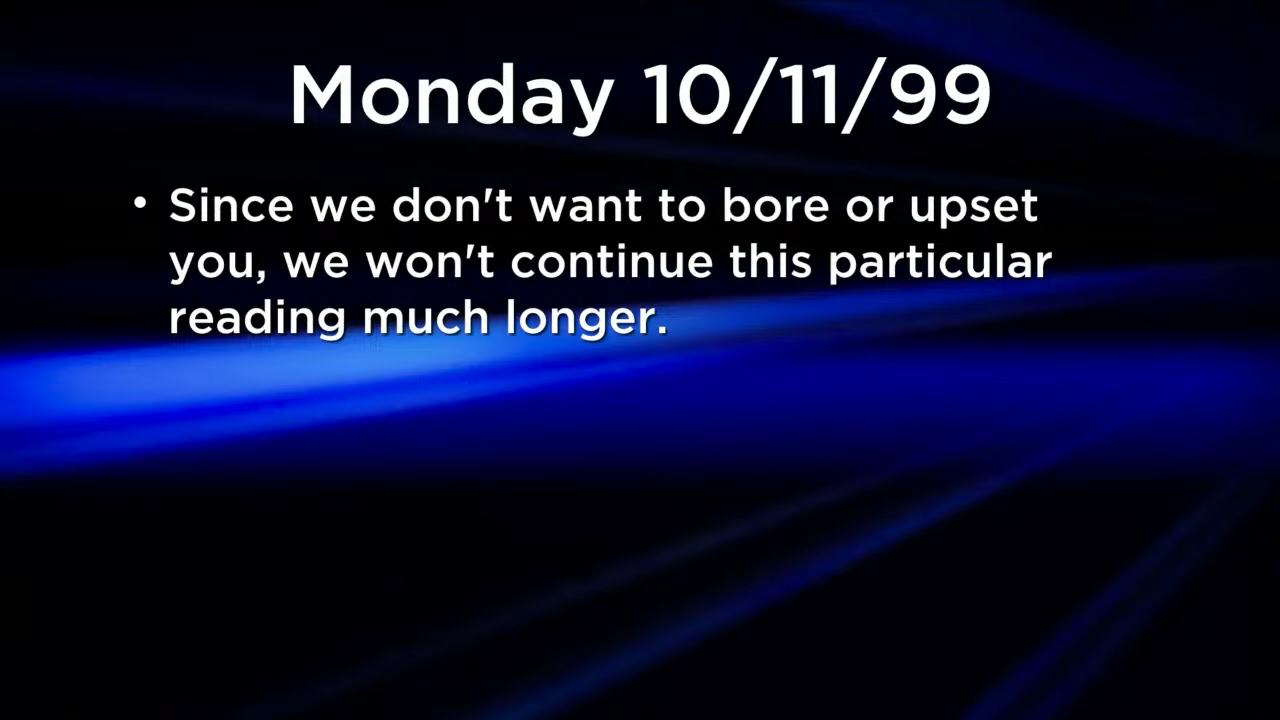 Monday 10/11/99
• Since we don't want to bore or upset
you, we won't continue this particular
reading much longer.